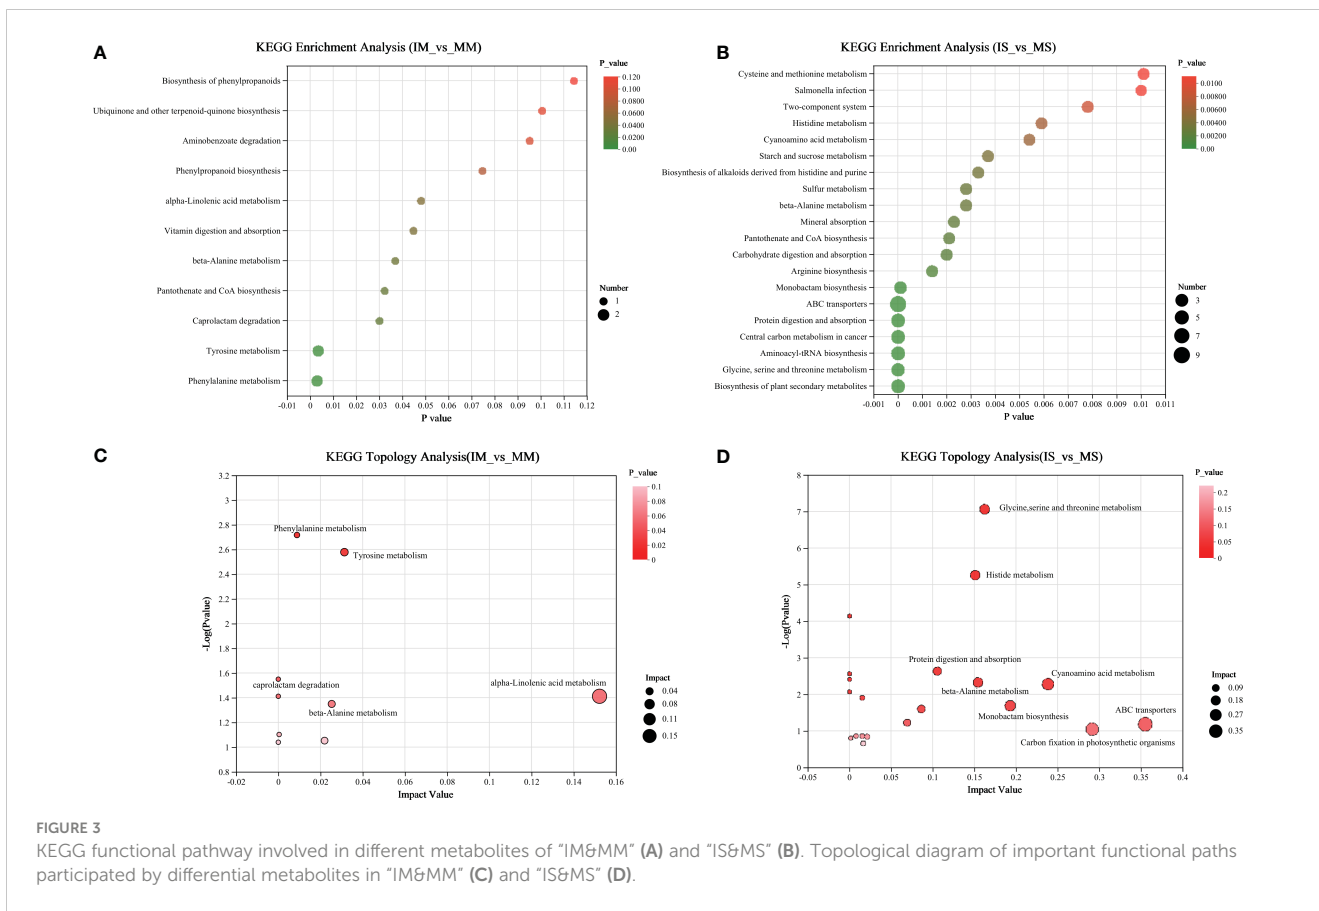 A
KEGG Enrichment Analysis (IM_vs_MM)
Biosynthesis of phenylpropanoids
Ubiquinone and other terpenoid-quinone biosynthesis
Aminobenzoate degradation
Phenylpropanoid biosynthesis
alpha-Linolenic acid metabolism
Vitamin digestion and absorption
beta-Alanine metabolism
Pantothenate and CoA biosynthesis
Caprolactam degradation
Tyrosine metabolism
Phenylalanine metabolism
-0.01 0 0.01 0.02 0.03 0.04 0.05 0.06 0.07 0.08 0.09 0.1 0.11 0.12
P value
P_value
0.120
0.100
0.0800
0.0600
0.0400
0.0200
0.00
Number
1
2
B
KEGG Enrichment Analysis (IS_vs_MS)
Cysteine and methionine metabolism
Salmonella infection
Two-component system
Histidine metabolism
Cyanoamino acid metabolism
Starch and sucrose metabolism
Biosynthesis of alkaloids derived from histidine and purine
Sulfur metabolism
beta-Alanine metabolism
Mineral absorption
Pantothenate and CoA biosynthesis
Carbohydrate digestion and absorption
Arginine biosynthesis
Monobactam biosynthesis
ABC transporters
Protein digestion and absorption
Central carbon metabolism in cancer
Aminoacyl-tRNA biosynthesis
Glycine, serine and threonine metabolism
Biosynthesis of plant secondary metabolites
-0.001 0 0.001 0.002 0.003 0.004 0.005 0.006 0.007 0.008 0.009 0.01 0.011
P value
P_value
0.0100
0.00800
0.00600
0.00400
0.00200
0.00
Number
3
5
7
9
C
KEGG Topology Analysis(IM_vs_MM)
-Log(Pvalue)
3.2
3
2.8
2.6
2.4
2.2
2
1.8
1.6
1.4
1.2
1
0.8
Phenylalanine metabolism
Tyrosine metabolism
caprolactam degradation
alpha-Linolenic acid metabolism
beta-Alanine metabolism
-0.02 0 0.02 0.04 0.06 0.08 0.10 0.12 0.14 0.16
Impact Value
P_value
0.1
0.08
0.06
0.04
0.02
0
Impact
0.04
0.08
0.11
0.15
D
KEGG Topology Analysis(IS_vs_MS)
-Log(Pvalue)
8
7
6
5
4
3
2
1
0
Glycine,serine and threonine metabolism
Histide metabolism
Protein digestion and absorption
Cyanoamino acid metabolism
beta-Alanine metabolism
Monobactam biosynthesis
ABC transporters
Carbon fixation in photosynthetic organisms
-0.05 0 0.05 0.1 0.15 0.2 0.25 0.3 0.35 0.4
Impact Value
P_value
0.2
0.15
0.1
0.05
0
Impact
0.09
0.18
0.27
0.35
FIGURE 3
KEGG functional pathway involved in different metabolites of “IM&MM” (A) and “IS&MS” (B). Topological diagram of important functional paths
participated by differential metabolites in “IM&MM” (C) and “IS&MS” (D).